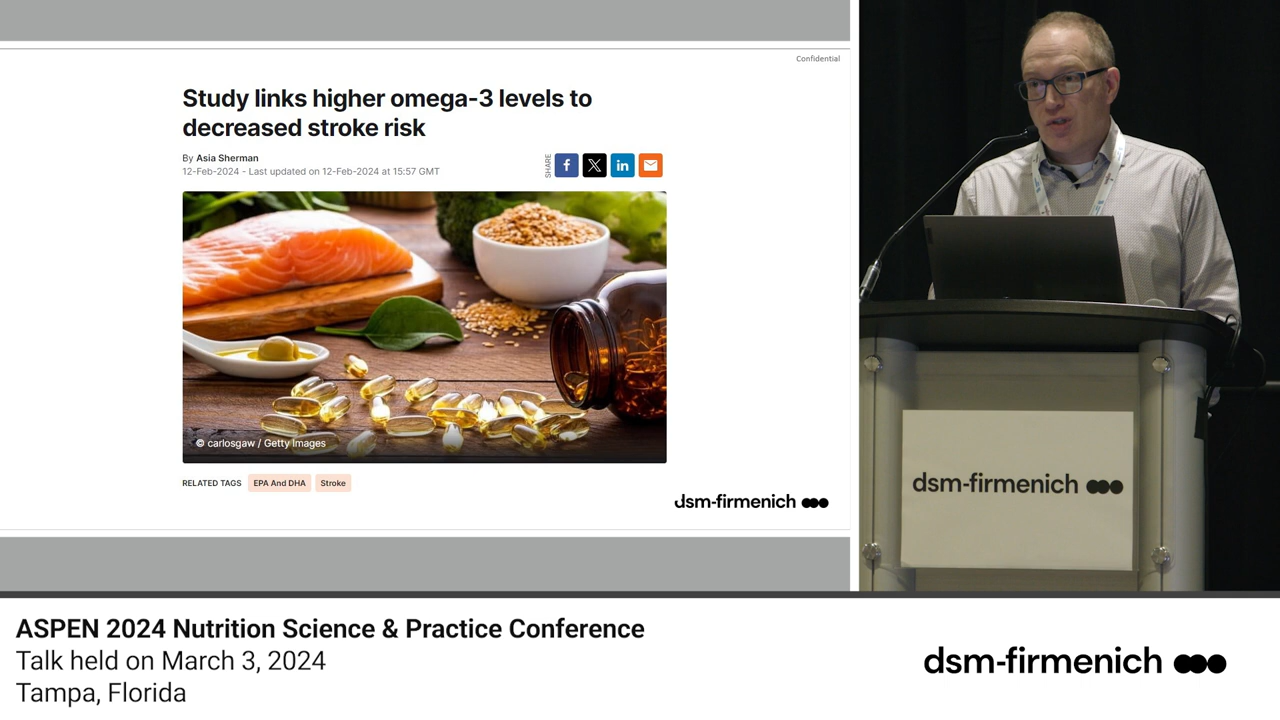 Confidential
Study links higher omega-3 levels to
decreased stroke risk
By Asia Sherman
12-Feb-2024 - Last updated on 12-Feb-2024 at 15:57 GMT
SHARE
f
X
in
© carlosgaw / Getty Images
RELATED TAGS EPA And DHA Stroke
dsm-firmenich
dsm-firmenich
ASPEN 2024 Nutrition Science & Practice Conference
Talk held on March 3, 2024
Tampa, Florida
dsm-firmenich